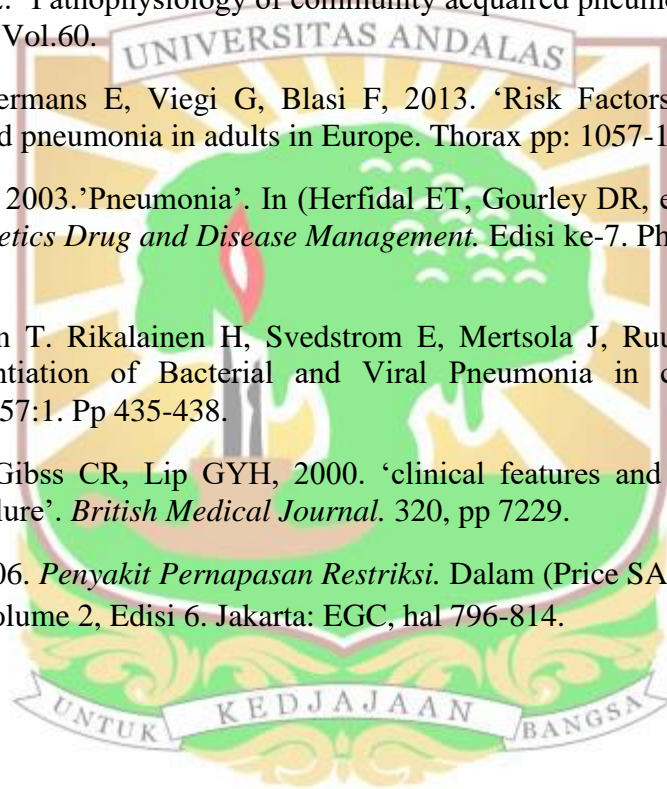 Pathophysiology of community acquaired pneumo
Vol.60.
UNIVERSITAS ANDALAS
ermans E, Viegi G, Blasi F, 2013. ‘Risk Factors
d pneumonia in adults in Europe. Thorax pp: 1057-1
2003.’Pneumonia’. In (Herfidal ET, Gourley DR, e
etics Drug and Disease Management. Edisi ke-7. Ph
n T. Rikalainen H, Svedstrom E, Mertsola J, Ruu
ntiation of Bacterial and Viral Pneumonia in c
57:1. Pp 435-438.
Gibss CR, Lip GYH, 2000. ‘clinical features and
lure’. British Medical Journal. 320, pp 7229.
06. Penyakit Pernapasan Restriksi. Dalam (Price SA
olume 2, Edisi 6. Jakarta: EGC, hal 796-814.
UNTUK KEDJAJAAN BANGSA